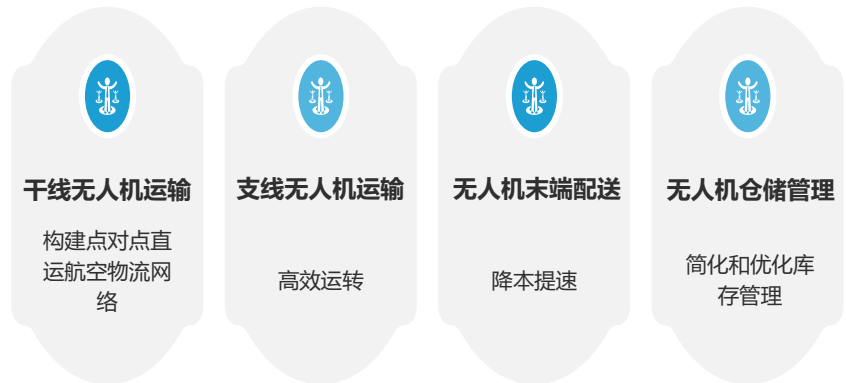 干线无人机运输
构建点对点直
运航空物流网
络
支线无人机运输
高效运转
无人机末端配送
降本提速
无人机仓储管理
简化和优化库
存管理